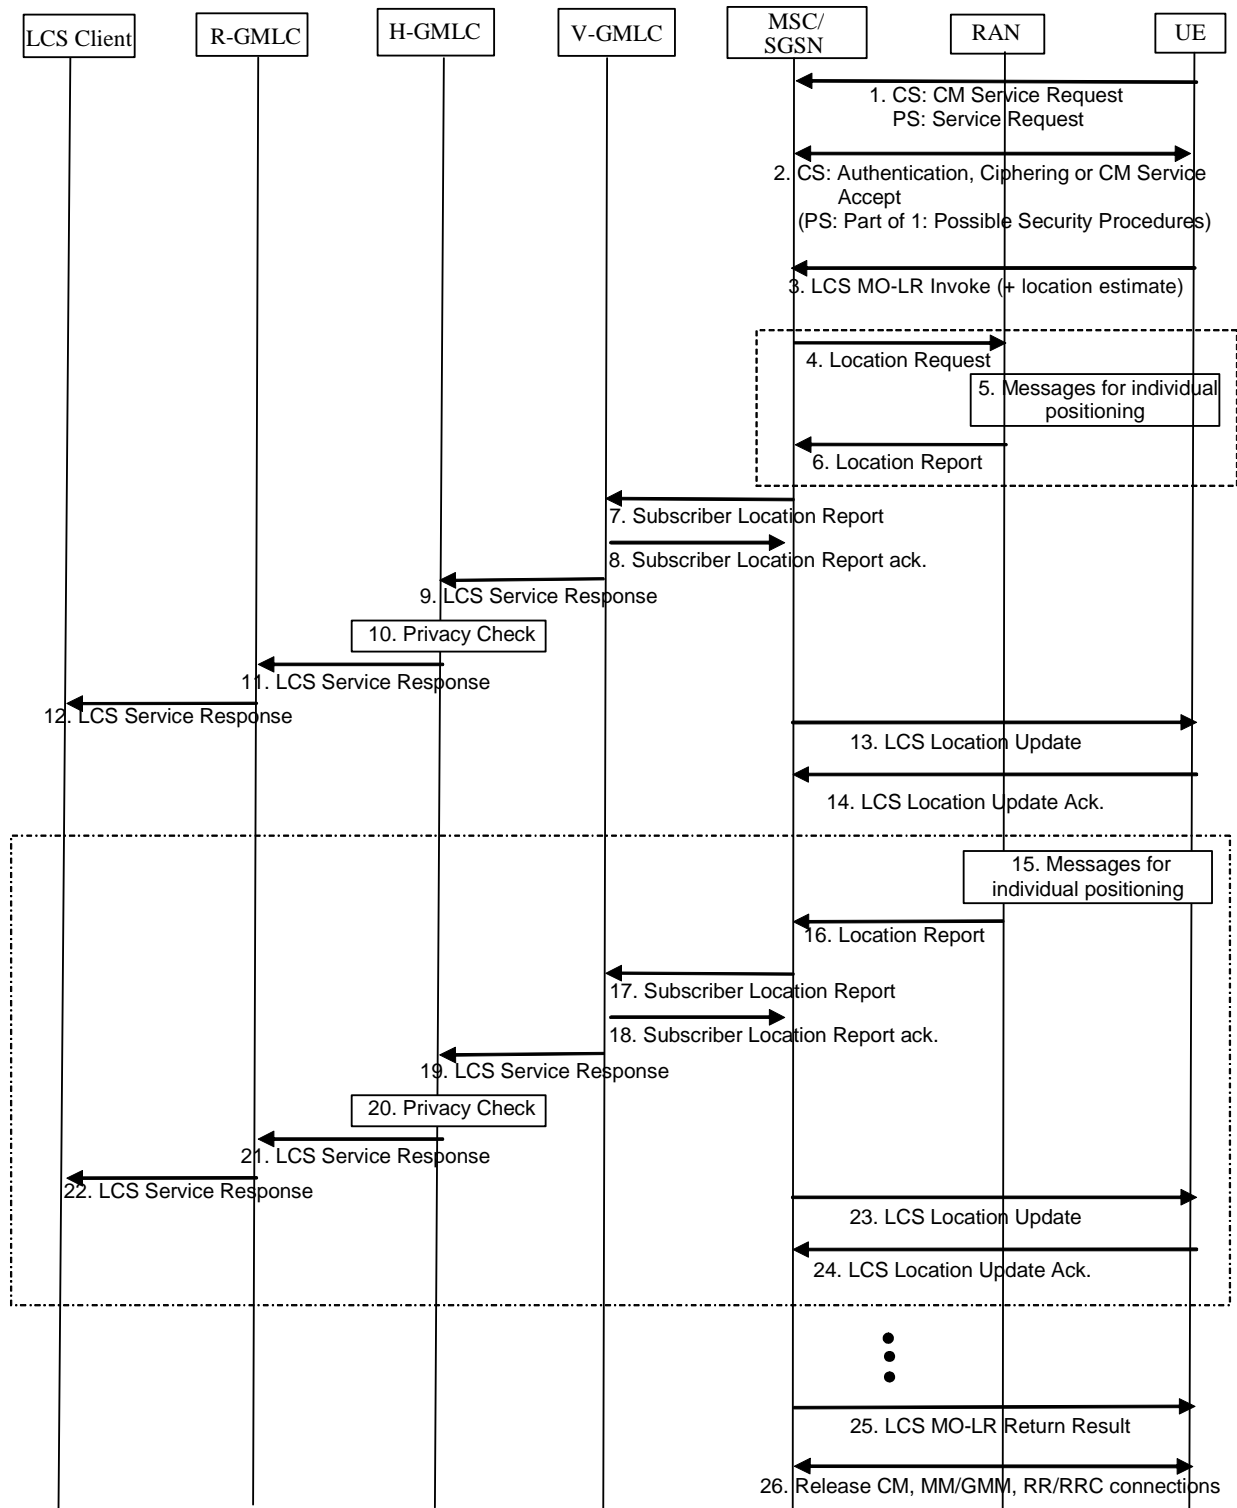 LCS Client
R-GMLC
H-GMLC
V-GMLC
MSC/
SGSN
RAN
UE
1. CS: CM Service Request
PS: Service Request
2. CS: Authentication, Ciphering or CM Service
Accept
(PS: Part of 1: Possible Security Procedures)
3. LCS MO-LR Invoke (+ location estimate)
4. Location Request
5. Messages for individual
positioning
6. Location Report
7. Subscriber Location Report
8. Subscriber Location Report ack.
9. LCS Service Response
10. Privacy Check
11. LCS Service Response
12. LCS Service Response
13. LCS Location Update
14. LCS Location Update Ack.
15. Messages for
individual positioning
16. Location Report
17. Subscriber Location Report
18. Subscriber Location Report ack.
19. LCS Service Response
20. Privacy Check
21. LCS Service Response
22. LCS Service Response
23. LCS Location Update
24. LCS Location Update Ack.
25. LCS MO-LR Return Result
26. Release CM, MM/GMM, RR/RRC connections